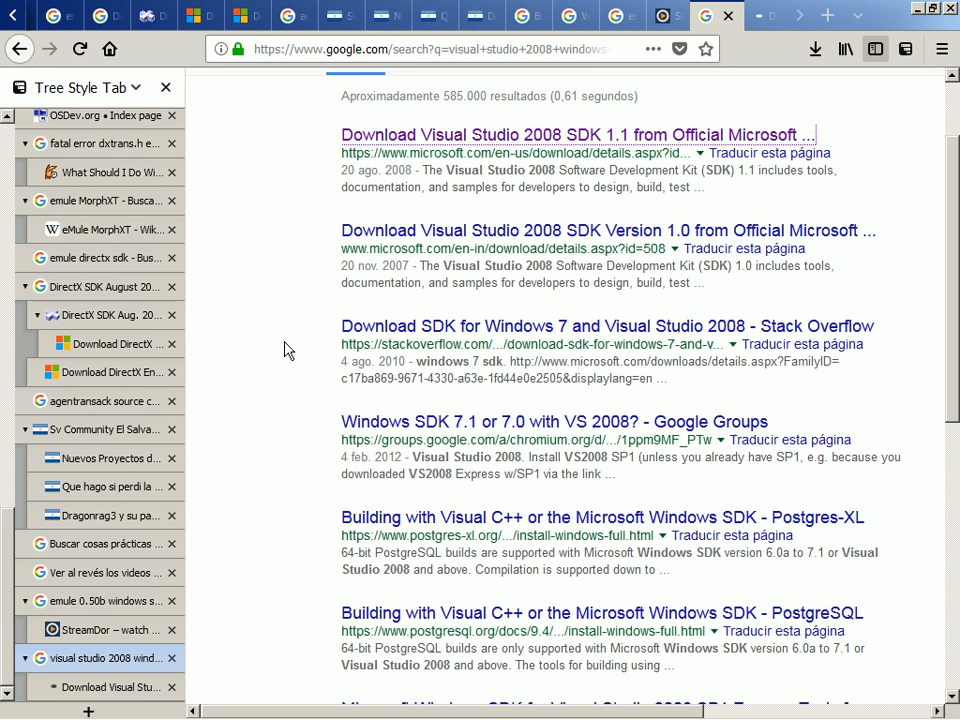 https://www.google.com/search?q=visual+studio+2008+windows-
Tree Style Tab
OSDev.org • Index page
fatal error dxtrans.h e...
What Should I Do Wi...
emule MorphXT - Busca...
eMule MorphXT - Wik...
emule directx sdk - Bus...
DirectX SDK August 20...
DirectX SDK Aug. 20...
Download DirectX ...
Download DirectX En...
agentransack source c...
Sv Community El Salva...
Nuevos Proyectos d...
Que hago si perdi la ...
Dragonrag3 y su pa...
Buscar cosas prácticas ...
Ver al revés los videos ...
emule 0.50b windows s...
StreamDor – watch ...
visual studio 2008 wind...
Download Visual Stu...
Aproximadamente 585.000 resultados (0,61 segundos)
Download Visual Studio 2008 SDK 1.1 from Official Microsoft ...
https://www.microsoft.com/en-us/download/details.aspx?id... Traducir esta página
20 ago. 2008 - The Visual Studio 2008 Software Development Kit (SDK) 1.1 includes tools,
documentation, and samples for developers to design, build, test ...
Download Visual Studio 2008 SDK Version 1.0 from Official Microsoft ...
www.microsoft.com/en-in/download/details.aspx?id=508 Traducir esta página
20 nov. 2007 - The Visual Studio 2008 Software Development Kit (SDK) 1.0 includes tools,
documentation, and samples for developers to design, build, test ...
Download SDK for Windows 7 and Visual Studio 2008 - Stack Overflow
https://stackoverflow.com/.../download-sdk-for-windows-7-and-v... Traducir esta página
4 ago. 2010 - windows 7 sdk. http://www.microsoft.com/downloads/details.aspx?FamilyID=
c17ba869-9671-4330-a63e-1fd44e0e2505&displaylang=en ...
Windows SDK 7.1 or 7.0 with VS 2008? - Google Groups
https://groups.google.com/a/chromium.org/d/.../1ppm9MF_PTw Traducir esta página
4 feb. 2012 - Visual Studio 2008. Install VS2008 SP1 (unless you already have SP1, e.g. because you
downloaded VS2008 Express w/SP1 via the link ...
Building with Visual C++ or the Microsoft Windows SDK - Postgres-XL
https://www.postgres-xl.org/.../install-windows-full.html Traducir esta página
64-bit PostgreSQL builds are supported with Microsoft Windows SDK version 6.0a to 7.1 or Visual
Studio 2008 and above. Compilation is supported down to ...
Building with Visual C++ or the Microsoft Windows SDK - PostgreSQL
https://www.postgresql.org/docs/9.4/.../install-windows-full.html Traducir esta página
64-bit PostgreSQL builds are only supported with Microsoft Windows SDK version 6.0a to 7.1 or
Visual Studio 2008 and above. The tools for building using ...